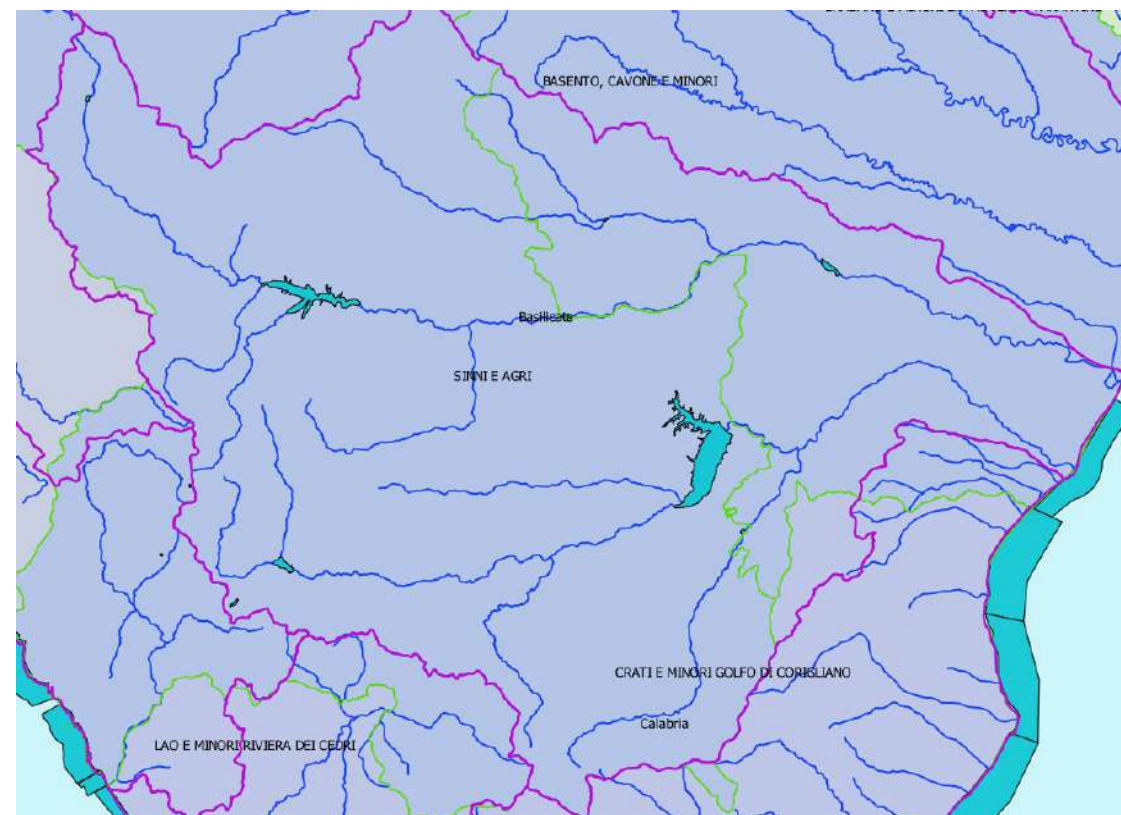 BASENTO, CAVONE E MINORI
Basilicata
SINNI E AGRI
CRATI E MINORI GOLFO DI CORIGLIANO
Calabria
LAO E MINORI RIVIERA DEI CEDRI